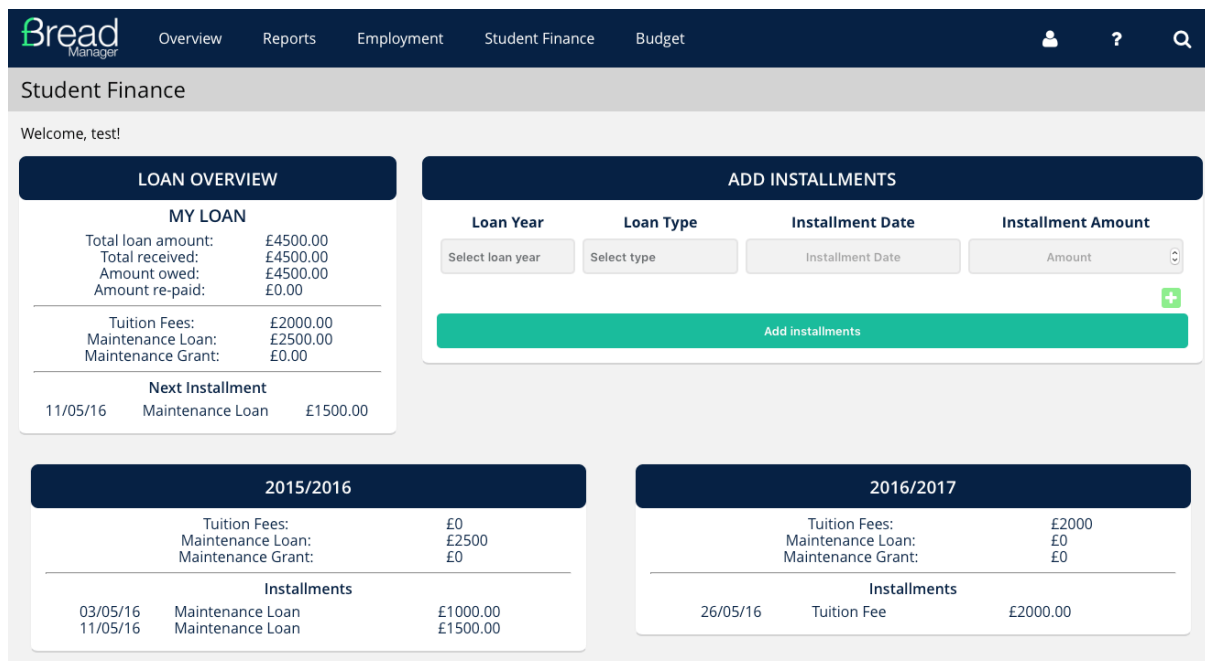 Bread Manager Overview Reports Employment Student Finance Budget ?
Student Finance
Welcome, test!
LOAN OVERVIEW
MY LOAN
Total loan amount: £4500.00
Total received: £4500.00
Amount owed: £4500.00
Amount re-paid: £0.00
Tuition Fees: £2000.00
Maintenance Loan: £2500.00
Maintenance Grant: £0.00
Next Installment
11/05/16 Maintenance Loan £1500.00
ADD INSTALLMENTS
Loan Year Loan Type Installment Date Installment Amount
Select loan year Select type Installment Date Amount
Add installments
2015/2016
Tuition Fees: £0
Maintenance Loan: £2500
Maintenance Grant: £0
Installments
03/05/16 Maintenance Loan £1000.00
11/05/16 Maintenance Loan £1500.00
2016/2017
Tuition Fees: £2000
Maintenance Loan: £0
Maintenance Grant: £0
Installments
26/05/16 Tuition Fee £2000.00